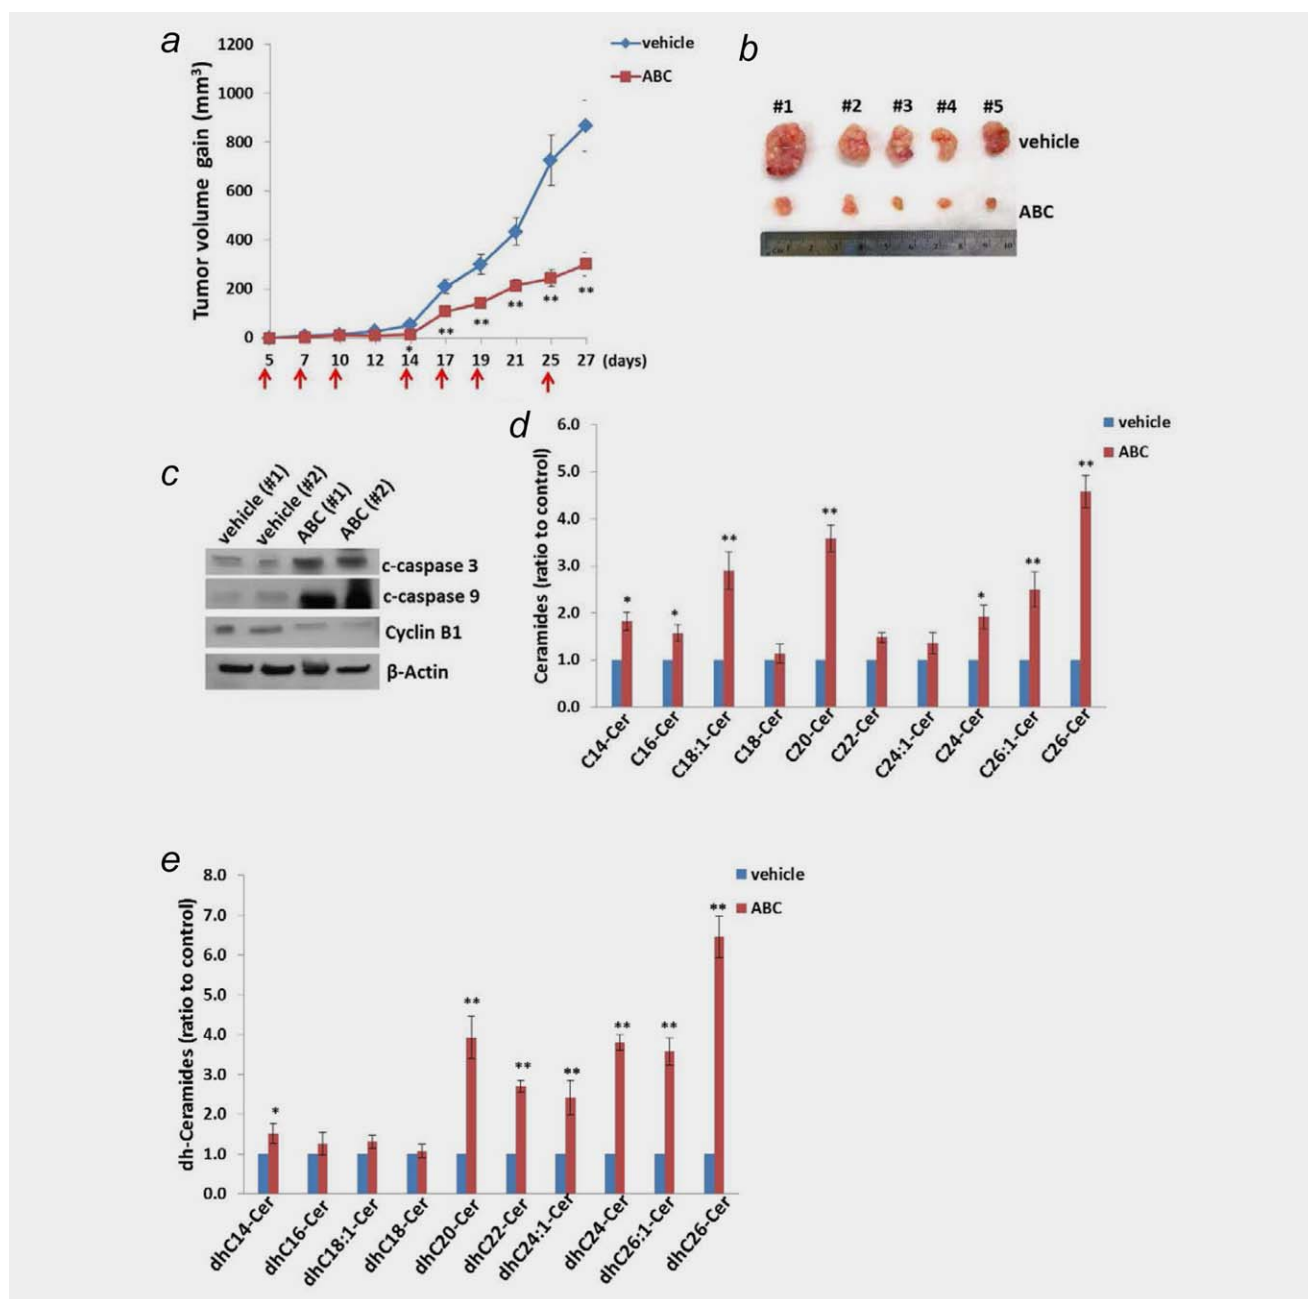 a
vehicle
ABC
Tumor volume gain (mm³)
1200
1000
800
600
400
200
0
5 7 10 12 14 17 19 21 25 27 (days)
*
** ** ** ** **
b
#1 #2 #3 #4 #5
vehicle
ABC
c
vehicle (#1)
vehicle (#2)
ABC (#1)
ABC (#2)
c-caspase 3
c-caspase 9
Cyclin B1
β-Actin
d
vehicle
ABC
Ceramides (ratio to control)
6.0
5.0
4.0
3.0
2.0
1.0
0.0
* * ** ** * ** **
C14-Cer
C16-Cer
C18:1-Cer
C18-Cer
C20-Cer
C22-Cer
C24:1-Cer
C24-Cer
C26:1-Cer
C26-Cer
e
vehicle
ABC
dh-Ceramides (ratio to control)
8.0
7.0
6.0
5.0
4.0
3.0
2.0
1.0
0.0
* ** ** ** ** ** **
dhC14-Cer
dhC16-Cer
dhC18:1-Cer
dhC18-Cer
dhC20-Cer
dhC22-Cer
dhC24:1-Cer
dhC24-Cer
dhC26:1-Cer
dhC26-Cer